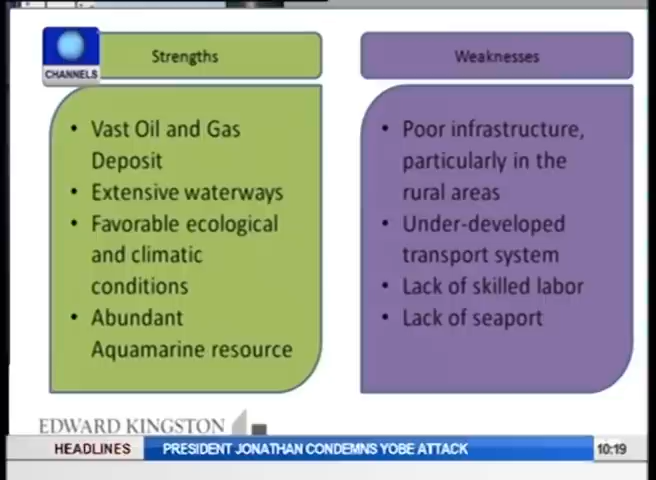 CHANNELS
Strengths
• Vast Oil and Gas
Deposit
• Extensive waterways
• Favorable ecological
and climatic
conditions
• Abundant
Aquamarine resource
Weaknesses
• Poor infrastructure,
particularly in the
rural areas
• Under-developed
transport system
• Lack of skilled labor
• Lack of seaport
EDWARD KINGSTON
HEADLINES PRESIDENT JONATHAN CONDEMNS YOBE ATTACK 10:19